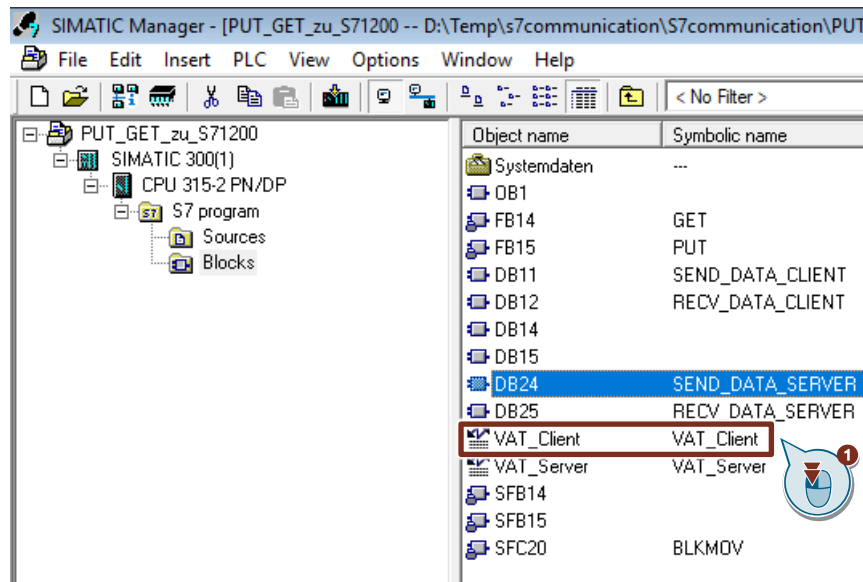 SIMATIC Manager - [PUT_GET_zu_S71200 -- D:\Temp\s7communication\S7communication\PUT
File Edit Insert PLC View Options Window Help
< No Filter >
PUT_GET_zu_S71200
SIMATIC 300(1)
CPU 315-2 PN/DP
S7 program
Sources
Blocks
Object name Symbolic name
Systemdaten ---
OB1
FB14 GET
FB15 PUT
DB11 SEND_DATA_CLIENT
DB12 RECV_DATA_CLIENT
DB14
DB15
DB24 SEND_DATA_SERVER
DB25 RECV_DATA_SERVER
VAT_Client VAT_Client
1
VAT_Server VAT_Server
SFB14
SFB15
SFC20 BLKMOV